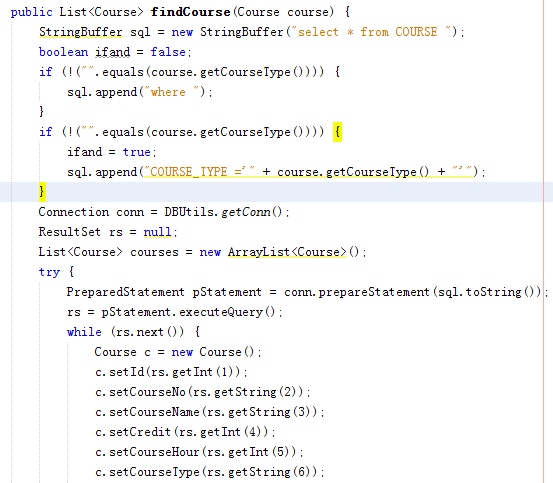 public List<Course> findCourse(Course course) {
StringBuffer sql = new StringBuffer("select * from COURSE ");
boolean ifand = false;
if (!("".equals(course.getCourseType()))) {
sql.append("where ");
}
if (!("".equals(course.getCourseType()))) {
ifand = true;
sql.append("COURSE_TYPE ='" + course.getCourseType() + "'");
}
Connection conn = DBUtils.getConn();
ResultSet rs = null;
List<Course> courses = new ArrayList<Course>();
try {
PreparedStatement pStatement = conn.prepareStatement(sql.toString());
rs = pStatement.executeQuery();
while (rs.next()) {
Course c = new Course();
c.setId(rs.getInt(1));
c.setCourseNo(rs.getString(2));
c.setCourseName(rs.getString(3));
c.setCredit(rs.getInt(4));
c.setCourseHour(rs.getInt(5));
c.setCourseType(rs.getString(6));